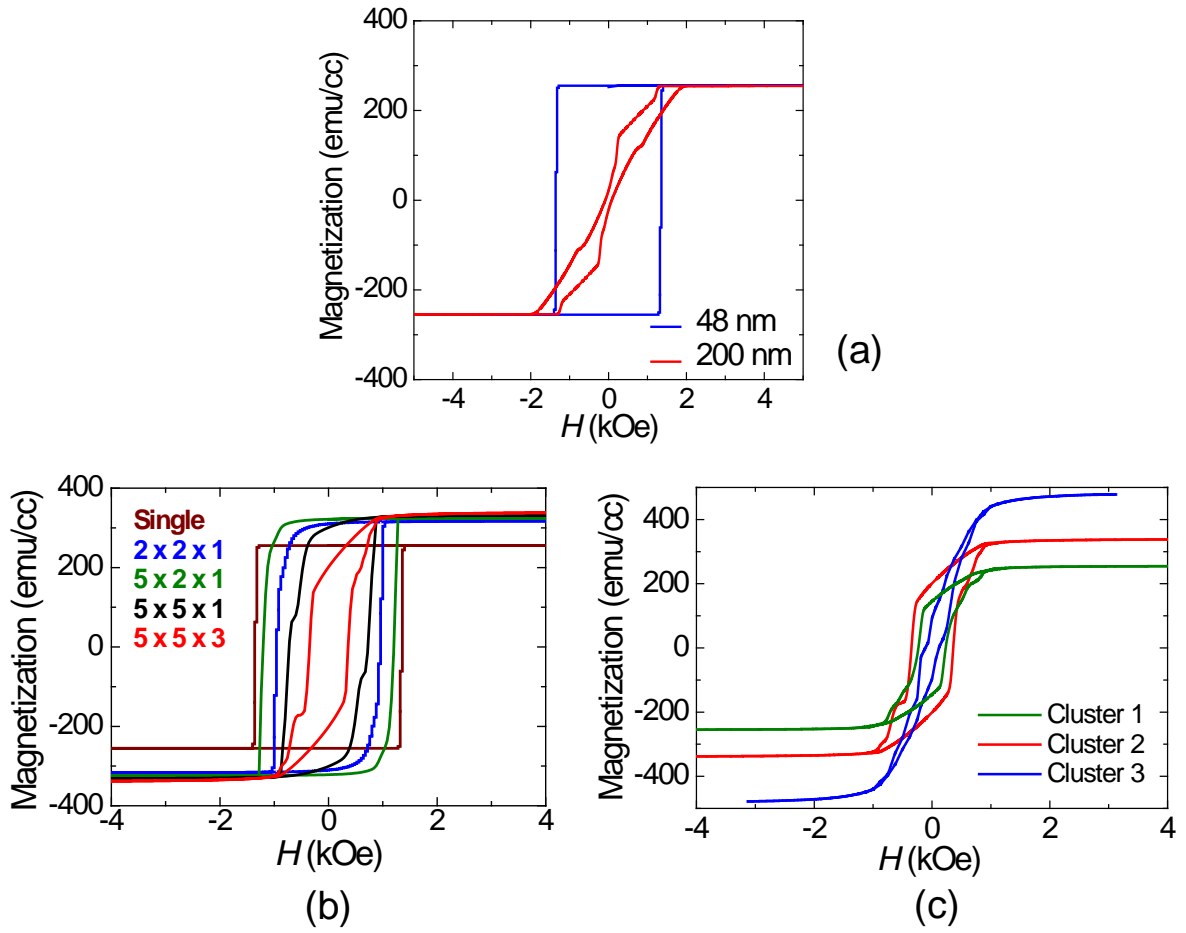 400
200
0
-200
-400
Magnetization (emu/cc)
-4 -2 0 2 4
H (kOe)
48 nm
200 nm
(a)
400
200
0
-200
-400
Magnetization (emu/cc)
Single
2 x 2 x 1
5 x 2 x 1
5 x 5 x 1
5 x 5 x 3
-4 -2 0 2 4
H (kOe)
(b)
400
200
0
-200
-400
Magnetization (emu/cc)
Cluster 1
Cluster 2
Cluster 3
-4 -2 0 2 4
H (kOe)
(c)